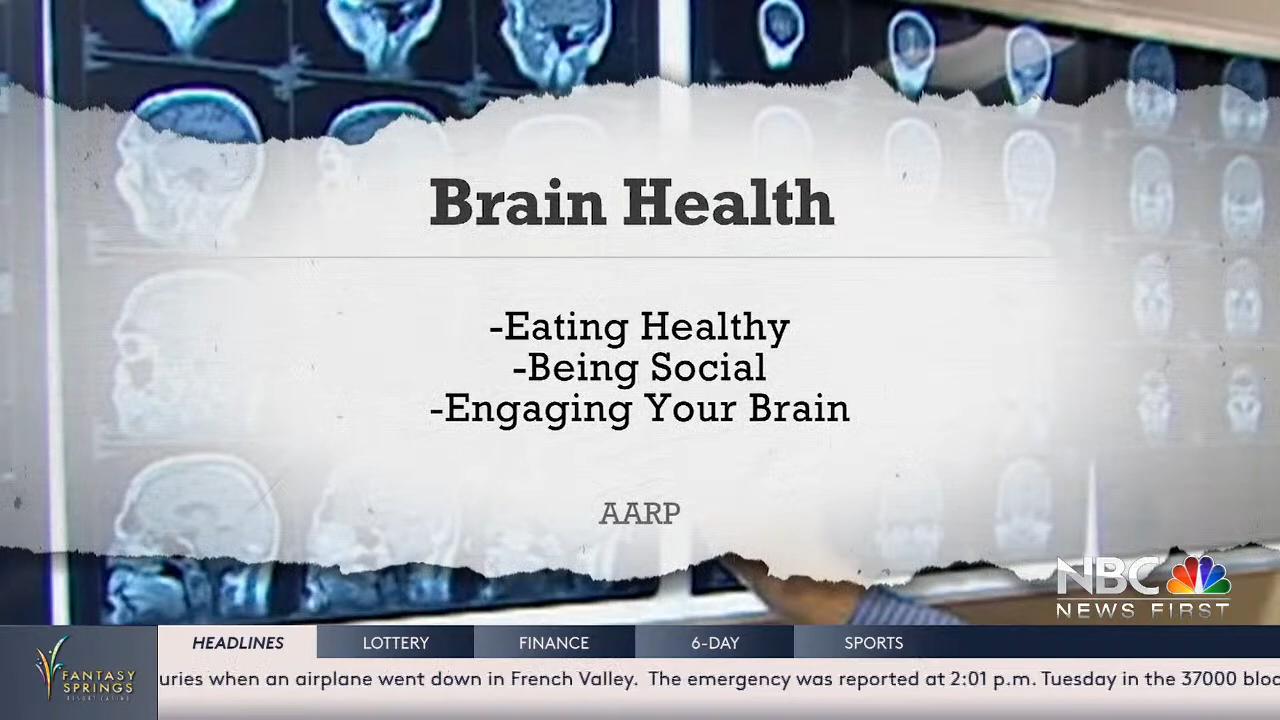 Brain Health
-Eating Healthy
-Being Social
-Engaging Your Brain
AARP
NBC
NEWS FIRST
HEADLINES
LOTTERY
FINANCE
6-DAY
SPORTS
FANTASY
SPRINGS
RESORT CASINO
uries when an airplane went down in French Valley. The emergency was reported at 2:01 p.m. Tuesday in the 37000 bloc